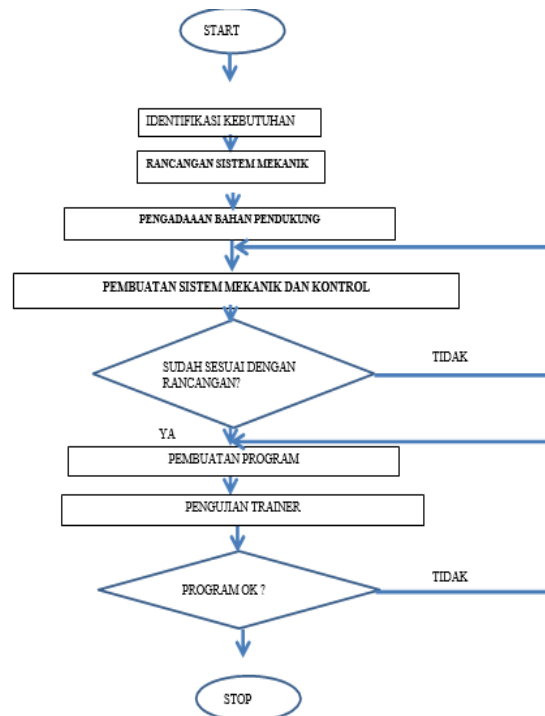 START
IDENTIFIKASI KEBUTUHAN
RANCANGAN SISTEM MEKANIK
PENGADAAAN BAHAN PENDUKUNG
PEMBUATAN SISTEM MEKANIK DAN KONTROL
SUDAH SESUAI DENGAN
RANCANGAN?
TIDAK
YA
PEMBUATAN PROGRAM
PENGUJIAN TRAINER
PROGRAM OK ?
TIDAK
STOP